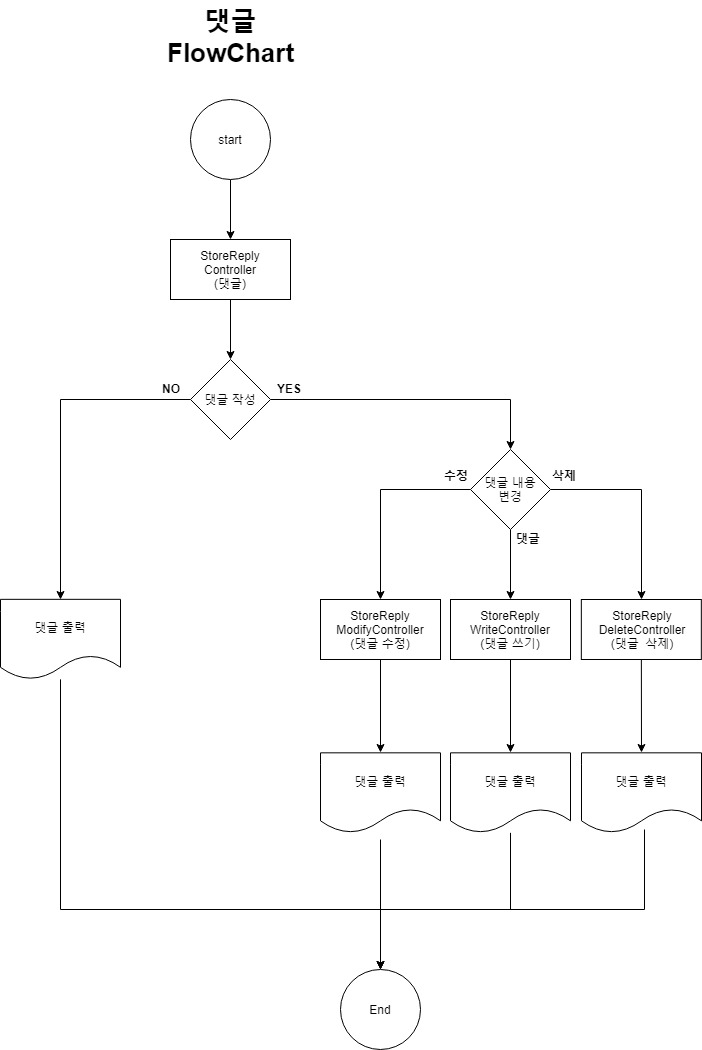 댓글
FlowChart
start
StoreReply
Controller
(댓글)
NO
댓글 작성
YES
수정
댓글 내용
변경
삭제
댓글
댓글 출력
StoreReply
ModifyController
(댓글 수정)
StoreReply
WriteController
(댓글 쓰기)
StoreReply
DeleteController
(댓글  삭제)
댓글 출력
댓글 출력
댓글 출력
End